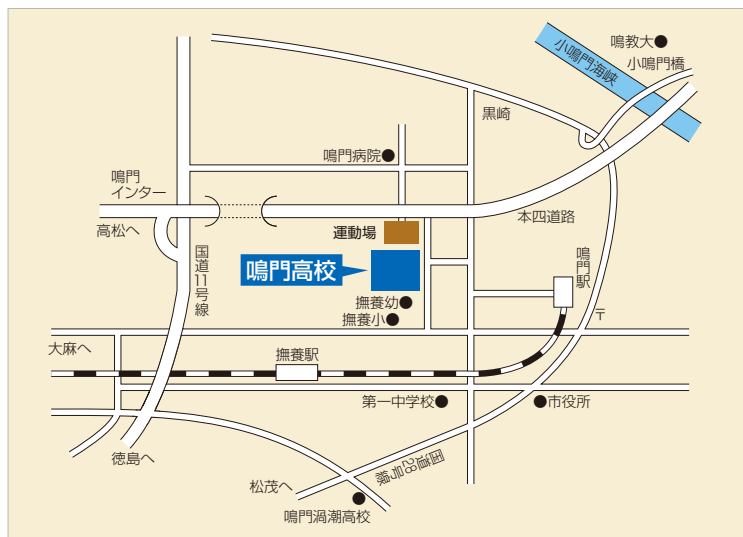 鳴教大
小鳴門橋
小鳴門海峡
黒崎
鳴門病院
鳴門
インター
高松へ
本四道路
運動場
鳴門高校
国道11号線
鳴門駅
撫養幼
撫養小
〒
大麻へ
撫養駅
第一中学校
市役所
徳島へ
国道28号線
松茂へ
鳴門渦潮高校